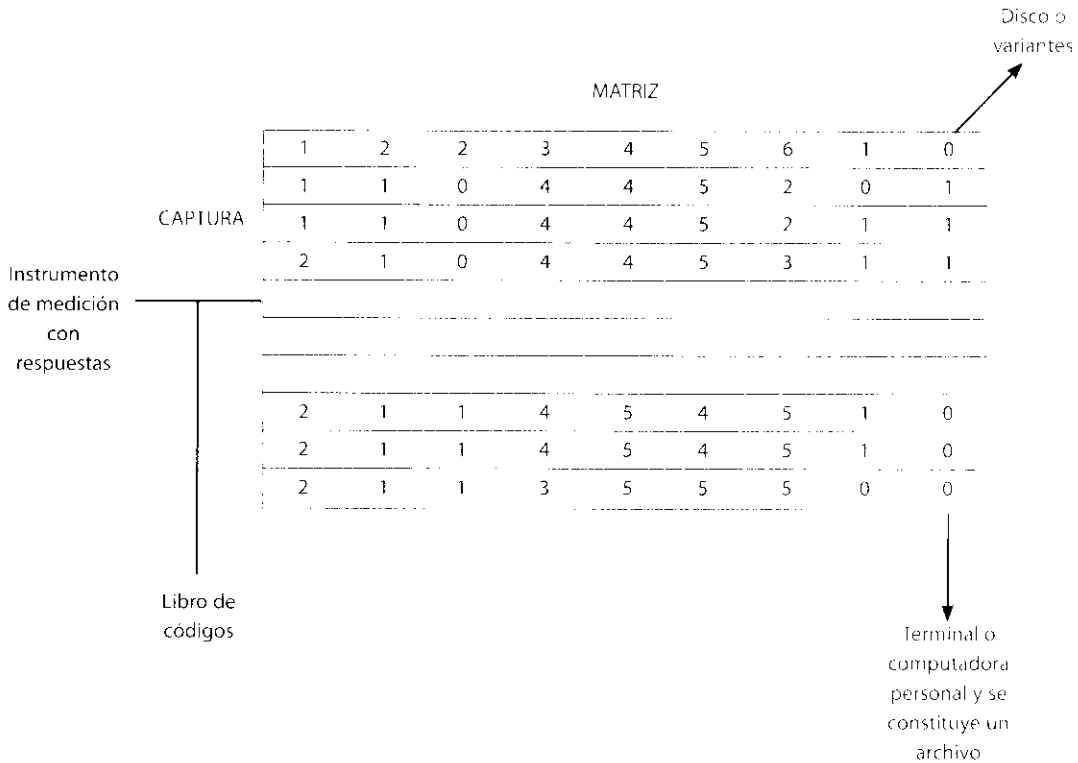 Disco o
variantes
MATRIZ
1 2 2 3 4 5 6 1 0
1 1 0 4 4 5 2 0 1
CAPTURA
1 1 0 4 4 5 2 1 1
2 1 0 4 4 5 3 1 1
Instrumento
de medición
con
respuestas
2 1 1 4 5 4 5 1 0
2 1 1 4 5 4 5 1 0
2 1 1 3 5 5 5 0 0
Libro de
códigos
Terminal o
computadora
personal y se
constituye un
archivo